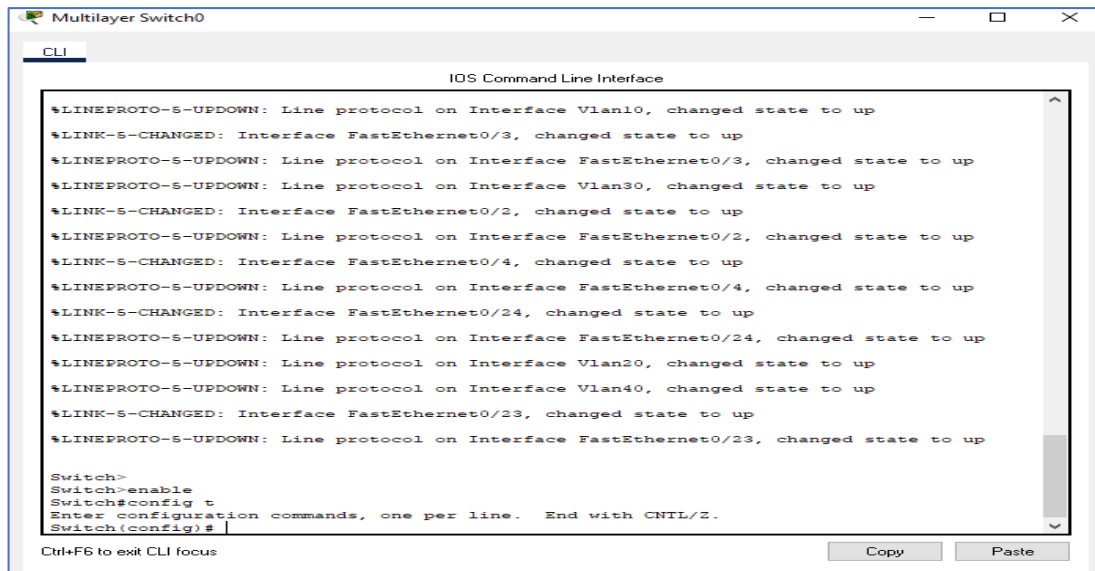 Multilayer Switch0
CLI
IOS Command Line Interface
%LINEPROTO-5-UPDOWN: Line protocol on Interface Vlan10, changed state to up
%LINK-5-CHANGED: Interface FastEthernet0/3, changed state to up
%LINEPROTO-5-UPDOWN: Line protocol on Interface FastEthernet0/3, changed state to up
%LINEPROTO-5-UPDOWN: Line protocol on Interface Vlan30, changed state to up
%LINK-5-CHANGED: Interface FastEthernet0/2, changed state to up
%LINEPROTO-5-UPDOWN: Line protocol on Interface FastEthernet0/2, changed state to up
%LINK-5-CHANGED: Interface FastEthernet0/4, changed state to up
%LINEPROTO-5-UPDOWN: Line protocol on Interface FastEthernet0/4, changed state to up
%LINK-5-CHANGED: Interface FastEthernet0/24, changed state to up
%LINEPROTO-5-UPDOWN: Line protocol on Interface FastEthernet0/24, changed state to up
%LINEPROTO-5-UPDOWN: Line protocol on Interface Vlan20, changed state to up
%LINEPROTO-5-UPDOWN: Line protocol on Interface Vlan40, changed state to up
%LINK-5-CHANGED: Interface FastEthernet0/23, changed state to up
%LINEPROTO-5-UPDOWN: Line protocol on Interface FastEthernet0/23, changed state to up
Switch>
Switch>enable
Switch#config t
Enter configuration commands, one per line. End with CNTL/Z.
Switch(config)#
Ctrl+F6 to exit CLI focus
Copy
Paste